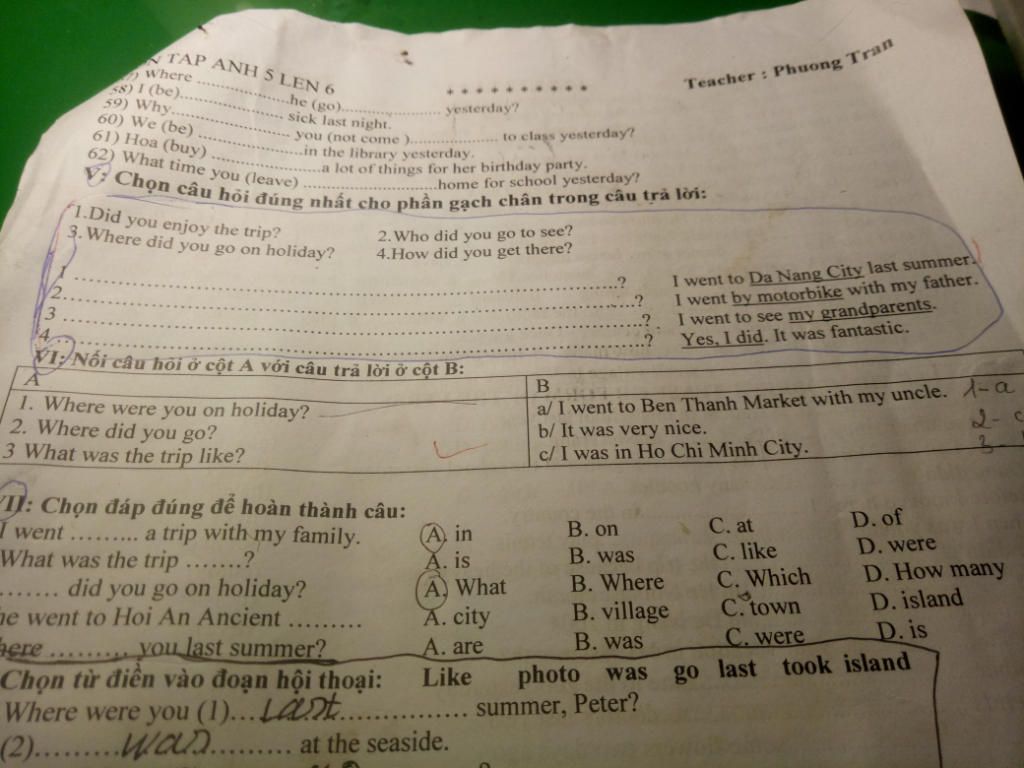 TAP ANH 5 LEN 6
* * * * * * * * * *
Teacher : Phuong Tran
Where ....................he (go)..................... yesterday?
58) I (be)...................... sick last night.
59) Why......................... you (not come )................... to class yesterday?
60) We (be) ....................in the library yesterday.
61) Hoa (buy) ......................a lot of things for her birthday party.
62) What time you (leave) ..........................home for school yesterday?
V: Chọn câu hỏi đúng nhất cho phần gạch chân trong câu trả lời:
1.Did you enjoy the trip? 2.Who did you go to see?
3.Where did you go on holiday? 4.How did you get there?
1 ..........................................................? I went to Da Nang City last summer.
2..........................................................? I went by motorbike with my father.
3 ..........................................................? I went to see my grandparents.
4 ..........................................................? Yes, I did. It was fantastic.
VI: Nối câu hỏi ở cột A với câu trả lời ở cột B:
A B
1. Where were you on holiday? a/ I went to Ben Thanh Market with my uncle. 1-a
2. Where did you go? b/ It was very nice. 2- c
3 What was the trip like? c/ I was in Ho Chi Minh City. 3-
VII: Chọn đáp đúng để hoàn thành câu:
I went ......... a trip with my family. A. in B. on C. at D. of
What was the trip .......? A. is B. was C. like D. were
........ did you go on holiday? A. What B. Where C. Which D. How many
he went to Hoi An Ancient ......... A. city B. village C. town D. island
here .......... you last summer? A. are B. was C. were D. is
Chọn từ điền vào đoạn hội thoại: Like photo was go last took island
Where were you (1)...Last................ summer, Peter?
(2).........was.......... at the seaside.